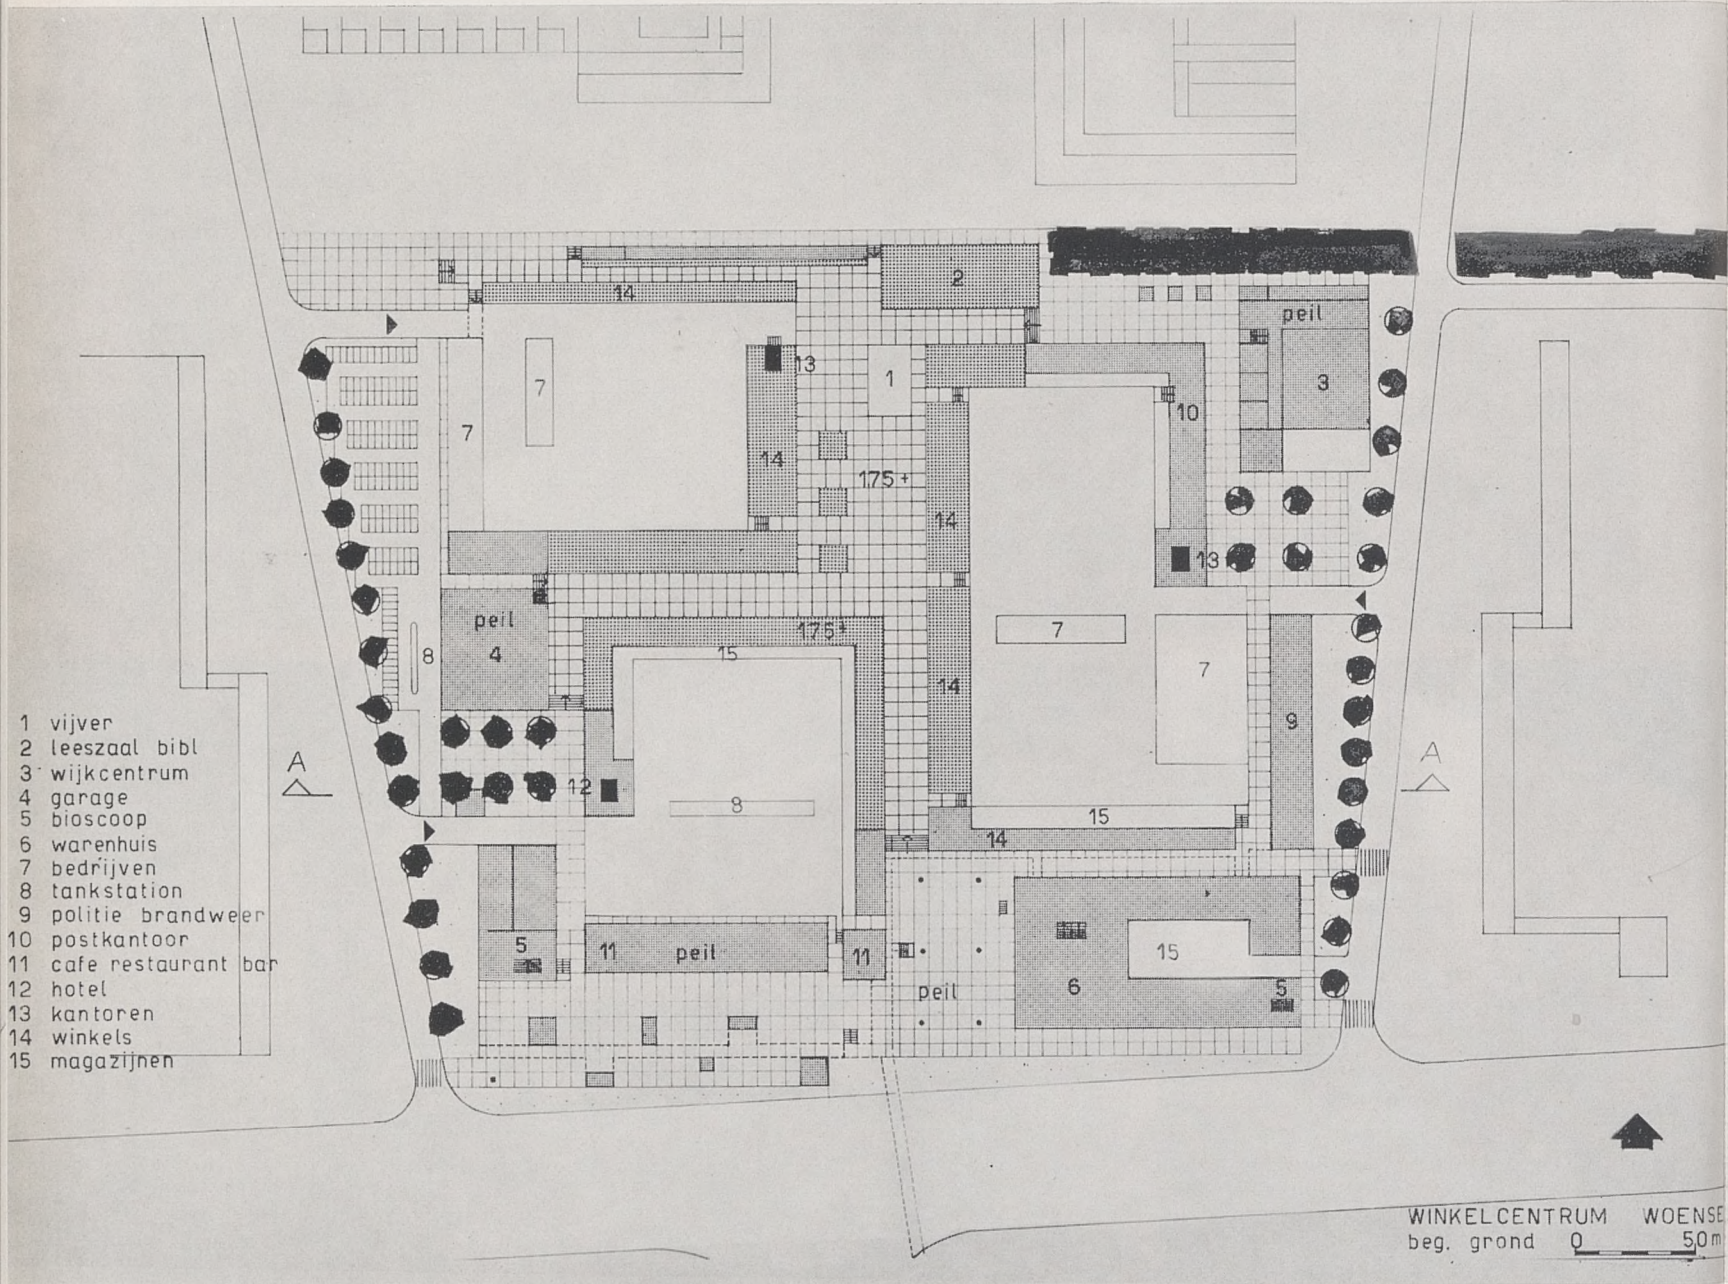 2
14
peil
13
1
3
7
10
7
14
175+
14
13
peil
175+
7
4
15
8
7
14
9
1 vijver
2 leeszaal bibl
3 wijkcentrum
4 garage
5 bioscoop
6 warenhuis
7 bedrijven
8 tankstation
9 politie brandweer
10 postkantoor
11 cafe restaurant bar
12 hotel
13 kantoren
14 winkels
15 magazijnen
A
A
12
8
15
14
5
11
peil
11
15
6
5
peil
WINKELCENTRUM WOENSE
beg. grond 0 50m